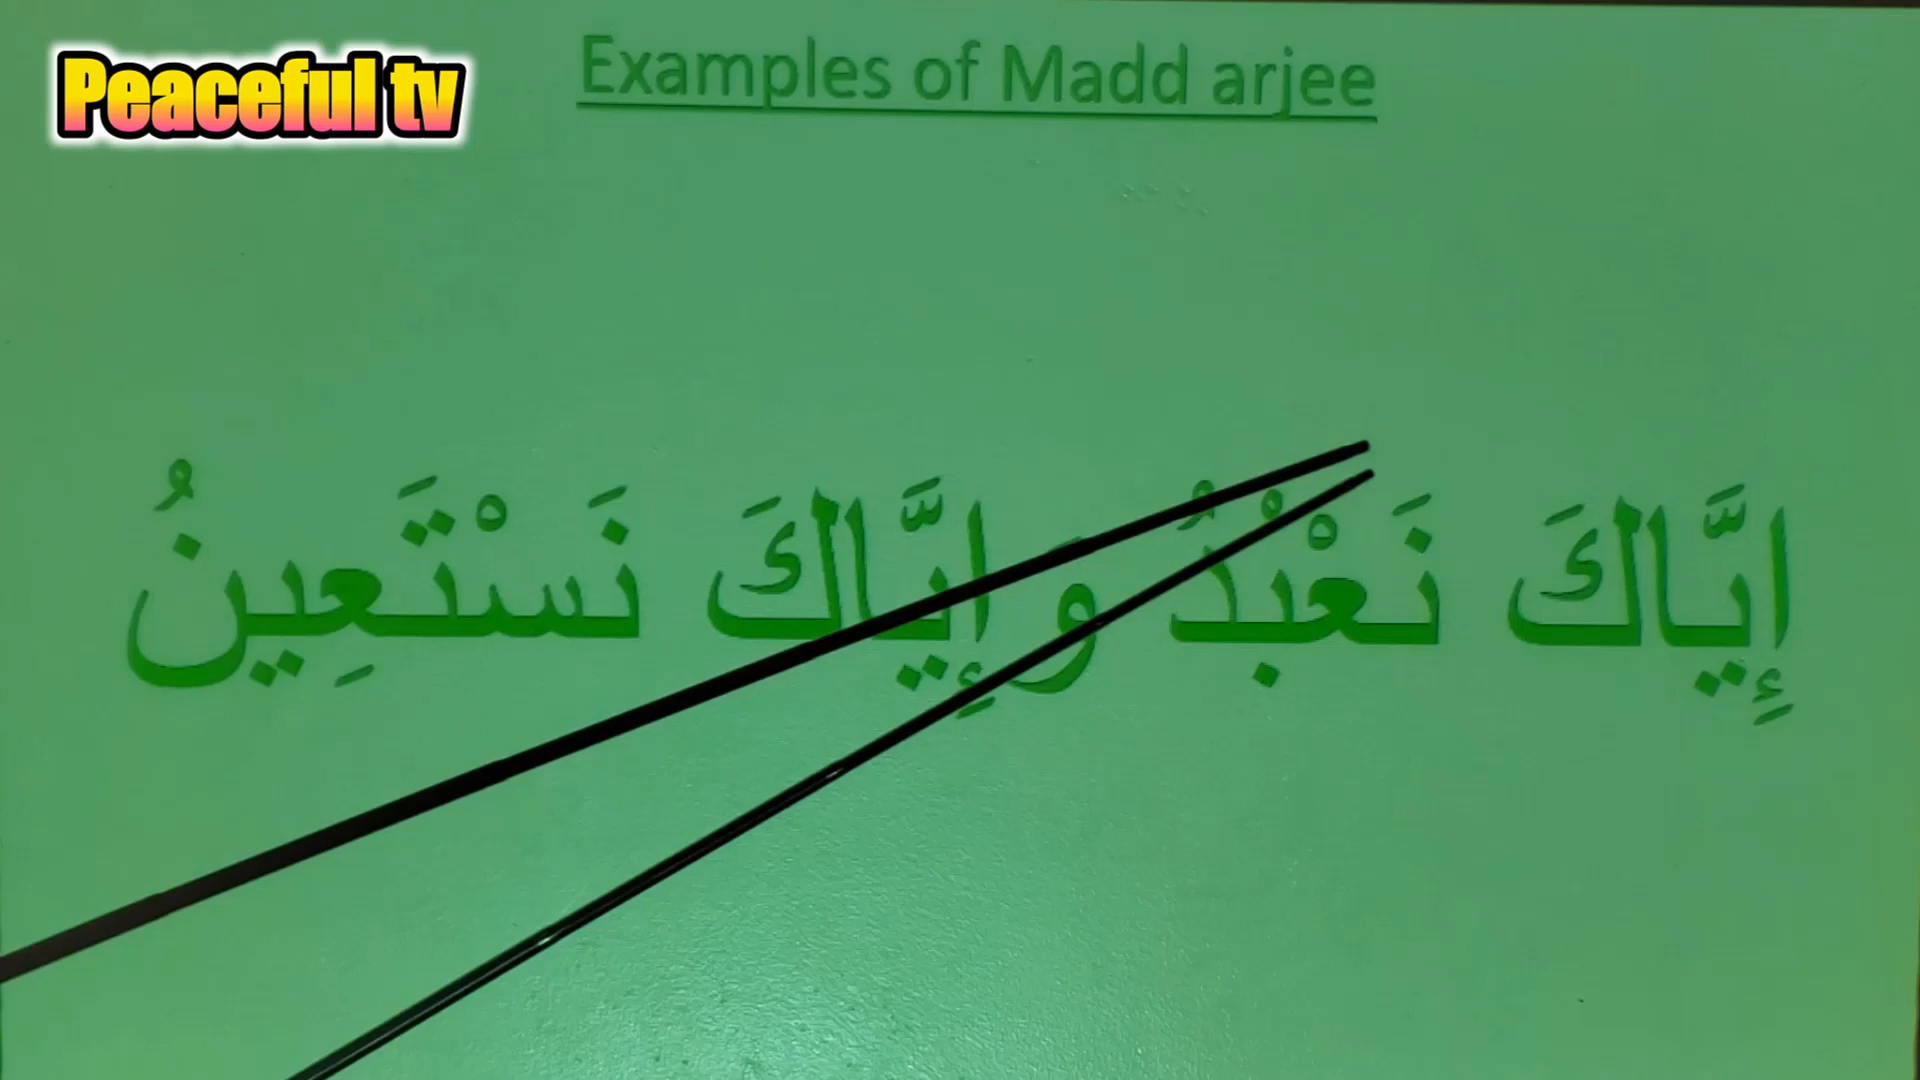 Peaceful tv
Examples of Madd arjee
إِيَّاكَ نَعْبُدُ وَإِيَّاكَ نَسْتَعِينُ